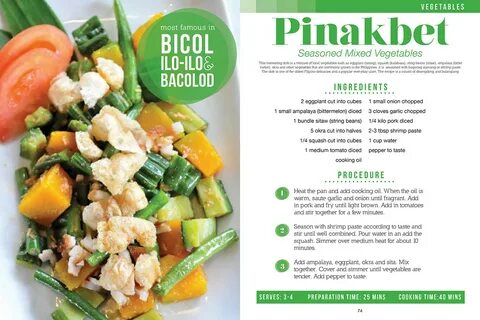 most famous in
BICOL
ILO-ILO &
BACOLOD
VEGETABLES
Pinakbet
Seasoned Mixed Vegetables
INGREDIENTS
2 eggplant cut into cubes
1 small ampalaya (bittermelon) diced
1 bundle sitaw (string beans)
5 okra cut into halves
1/4 squash cut into cubes
1 medium tomato diced
cooking oil
1 small onion chopped
3 cloves garlic chopped
1/4 kilo pork diced
2-3 tbsp shrimp paste
1 cup water
pepper to taste
PROCEDURE
1 Heat the pan and add cooking oil. When the oil is
warm, saute garlic and onion until fragrant. Add
in pork and fry until light brown. Add in tomatoes
and stir together for a few minutes.
2 Season with shrimp paste according to taste and
stir until well combined. Pour water in an add the
squash. Simmer over medium heat for about 10
minutes.
3 Add ampalaya, eggplant, okra and sita. Mix
together. Cover and simmer until vegetables are
tender. Add pepper to taste.
SERVES: 3-4 PREPARATION TIME: 25 MINS COOKING TIME:40 MINS
74